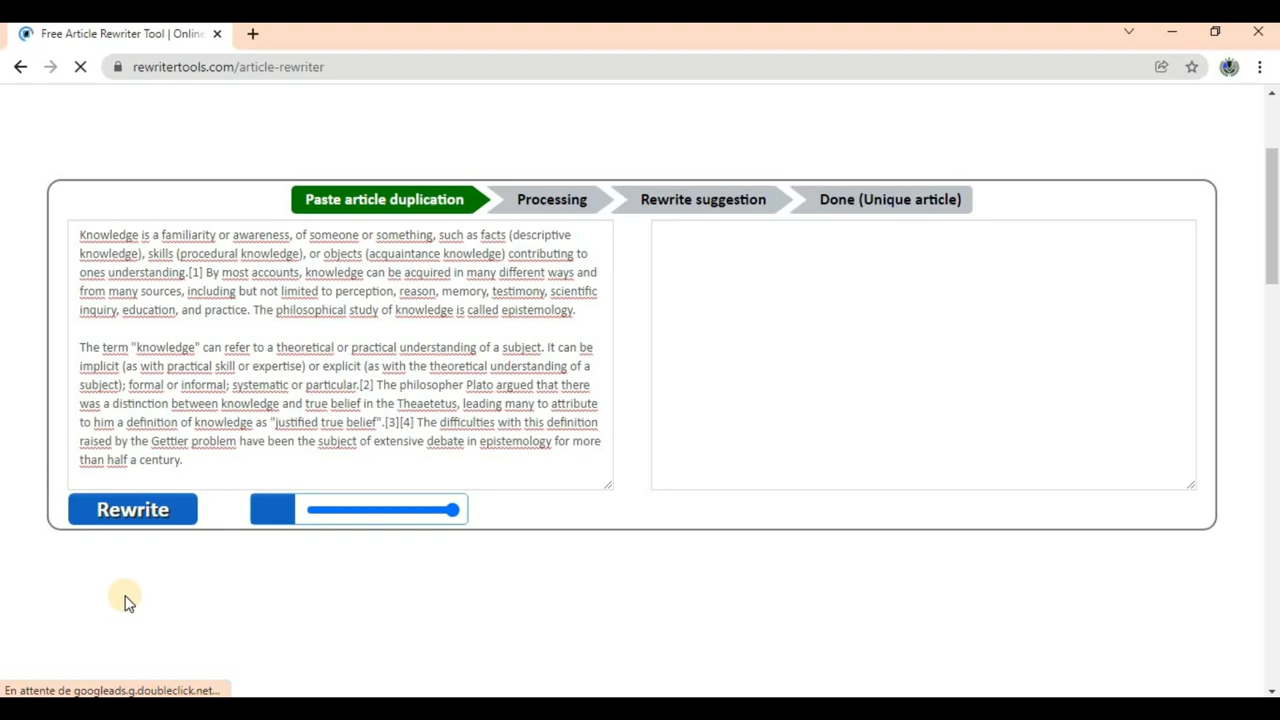 Free Article Rewriter Tool | Online
rewritertools.com/article-rewriter
Paste article duplication
Processing
Rewrite suggestion
Done (Unique article)
Knowledge is a familiarity or awareness, of someone or something, such as facts (descriptive
knowledge), skills (procedural knowledge), or objects (acquaintance knowledge) contributing to
ones understanding.[1] By most accounts, knowledge can be acquired in many different ways and
from many sources, including but not limited to perception, reason, memory, testimony, scientific
inquiry, education, and practice. The philosophical study of knowledge is called epistemology.
The term "knowledge" can refer to a theoretical or practical understanding of a subject. It can be
implicit (as with practical skill or expertise) or explicit (as with the theoretical understanding of a
subject); formal or informal; systematic or particular.[2] The philosopher Plato argued that there
was a distinction between knowledge and true belief in the Theaetetus, leading many to attribute
to him a definition of knowledge as "justified true belief".[3][4] The difficulties with this definition
raised by the Gettier problem have been the subject of extensive debate in epistemology for more
than half a century.
Rewrite
En attente de googleads.g.doubleclick.net...